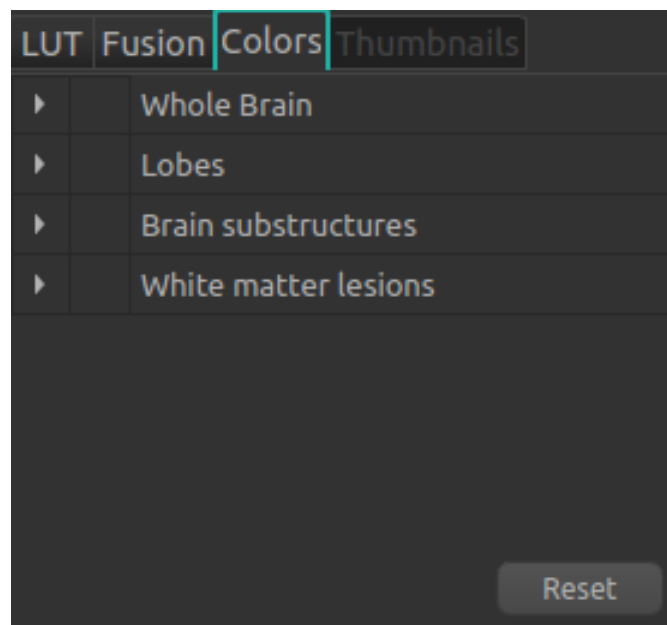 LUT Fusion Colors Thumbnails
Whole Brain
Lobes
Brain substructures
White matter lesions
Reset